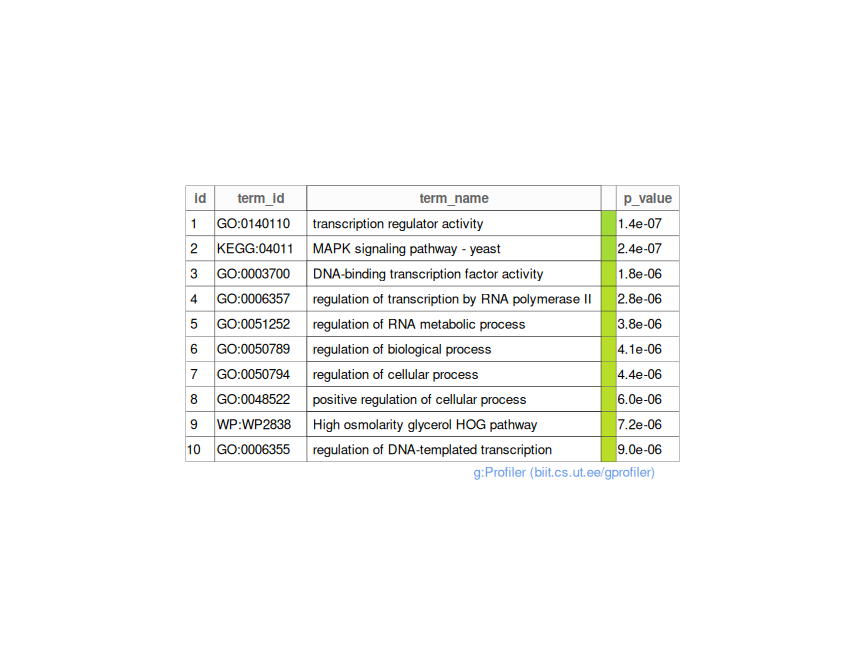 id term_id term_name p_value
1 GO:0140110 transcription regulator activity 1.4e-07
2 KEGG:04011 MAPK signaling pathway - yeast 2.4e-07
3 GO:0003700 DNA-binding transcription factor activity 1.8e-06
4 GO:0006357 regulation of transcription by RNA polymerase II 2.8e-06
5 GO:0051252 regulation of RNA metabolic process 3.8e-06
6 GO:0050789 regulation of biological process 4.1e-06
7 GO:0050794 regulation of cellular process 4.4e-06
8 GO:0048522 positive regulation of cellular process 6.0e-06
9 WP:WP2838 High osmolarity glycerol HOG pathway 7.2e-06
10 GO:0006355 regulation of DNA-templated transcription 9.0e-06
g:Profiler (biit.cs.ut.ee/gprofiler)